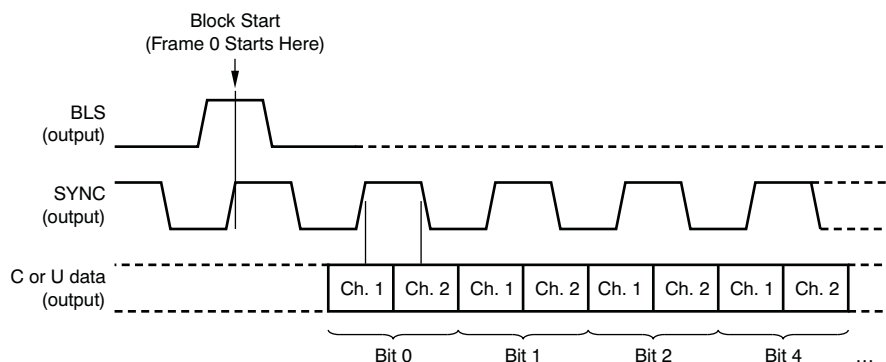 Block Start
(Frame 0 Starts Here)
BLS
(output)
SYNC
(output)
C or U data
(output)
Ch. 1 Ch. 2 Ch. 1 Ch. 2 Ch. 1 Ch. 2 Ch. 1 Ch. 2
Bit 0 Bit 1 Bit 2 Bit 4 ...